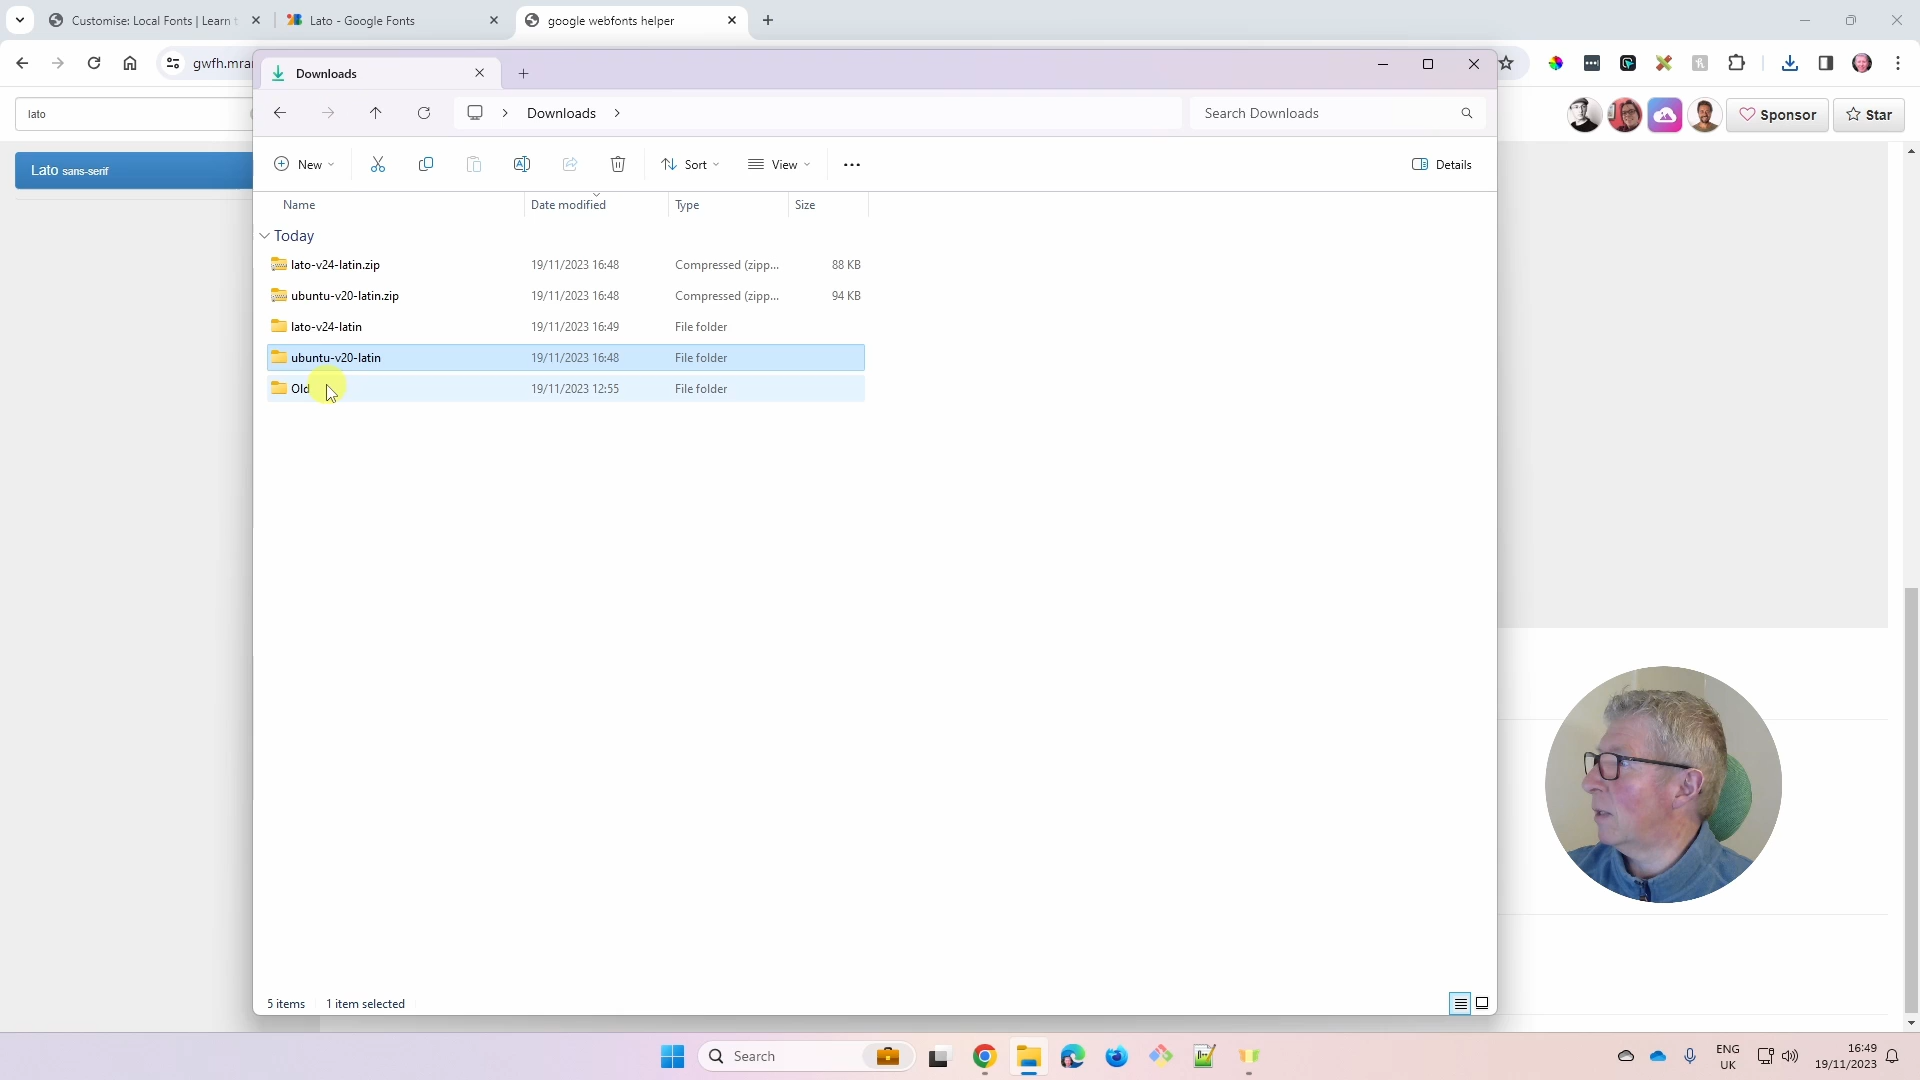 Customise: Local Fonts | Learn
Lato - Google Fonts
google webfonts helper
gwfh.mra
Downloads
lato
Downloads
Search Downloads
Sponsor
Star
Lato sans-serif
New
Sort
View
Details
Name
Date modified
Type
Size
Today
lato-v24-latin.zip 19/11/2023 16:48 Compressed (zipp... 88 KB
ubuntu-v20-latin.zip 19/11/2023 16:48 Compressed (zipp... 94 KB
lato-v24-latin 19/11/2023 16:49 File folder
ubuntu-v20-latin 19/11/2023 16:48 File folder
Old 19/11/2023 12:55 File folder
5 items
1 item selected
Search
ENG
UK
16:49
19/11/2023